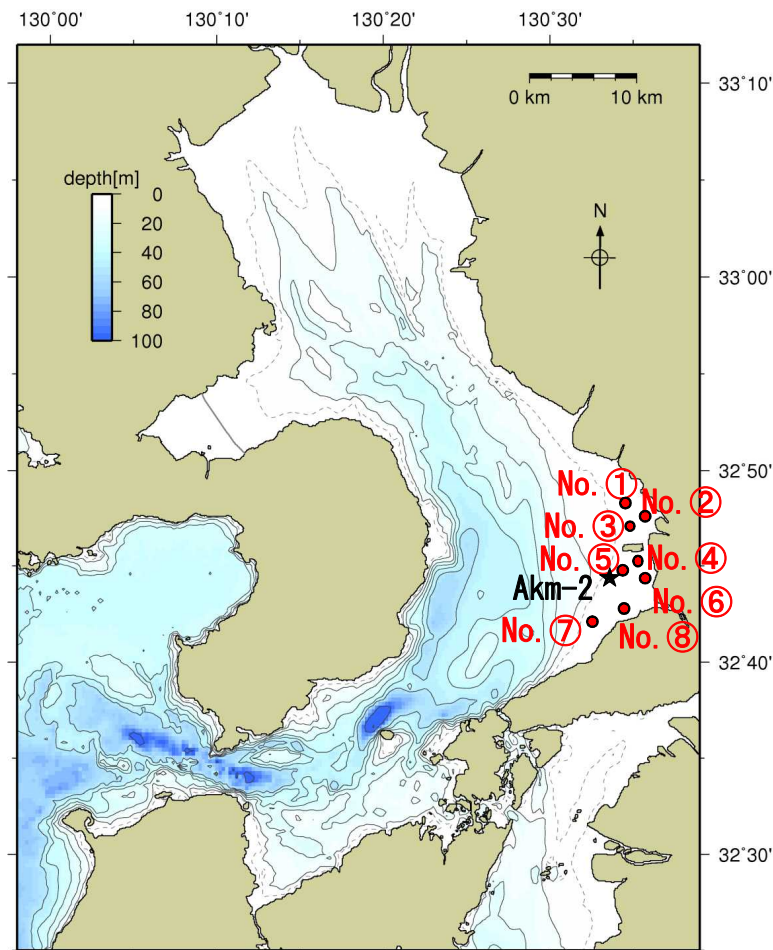 130°00' 130°10' 130°20' 130°30'
33°10'
0 km 10 km
depth[m]
0
20
40
60
80
100
N
33°00'
32°50'
No. ①
No. ②
No. ③
No. ⑤
No. ④
Akm-2
No. ⑥
No. ⑦
No. ⑧
32°40'
32°30'